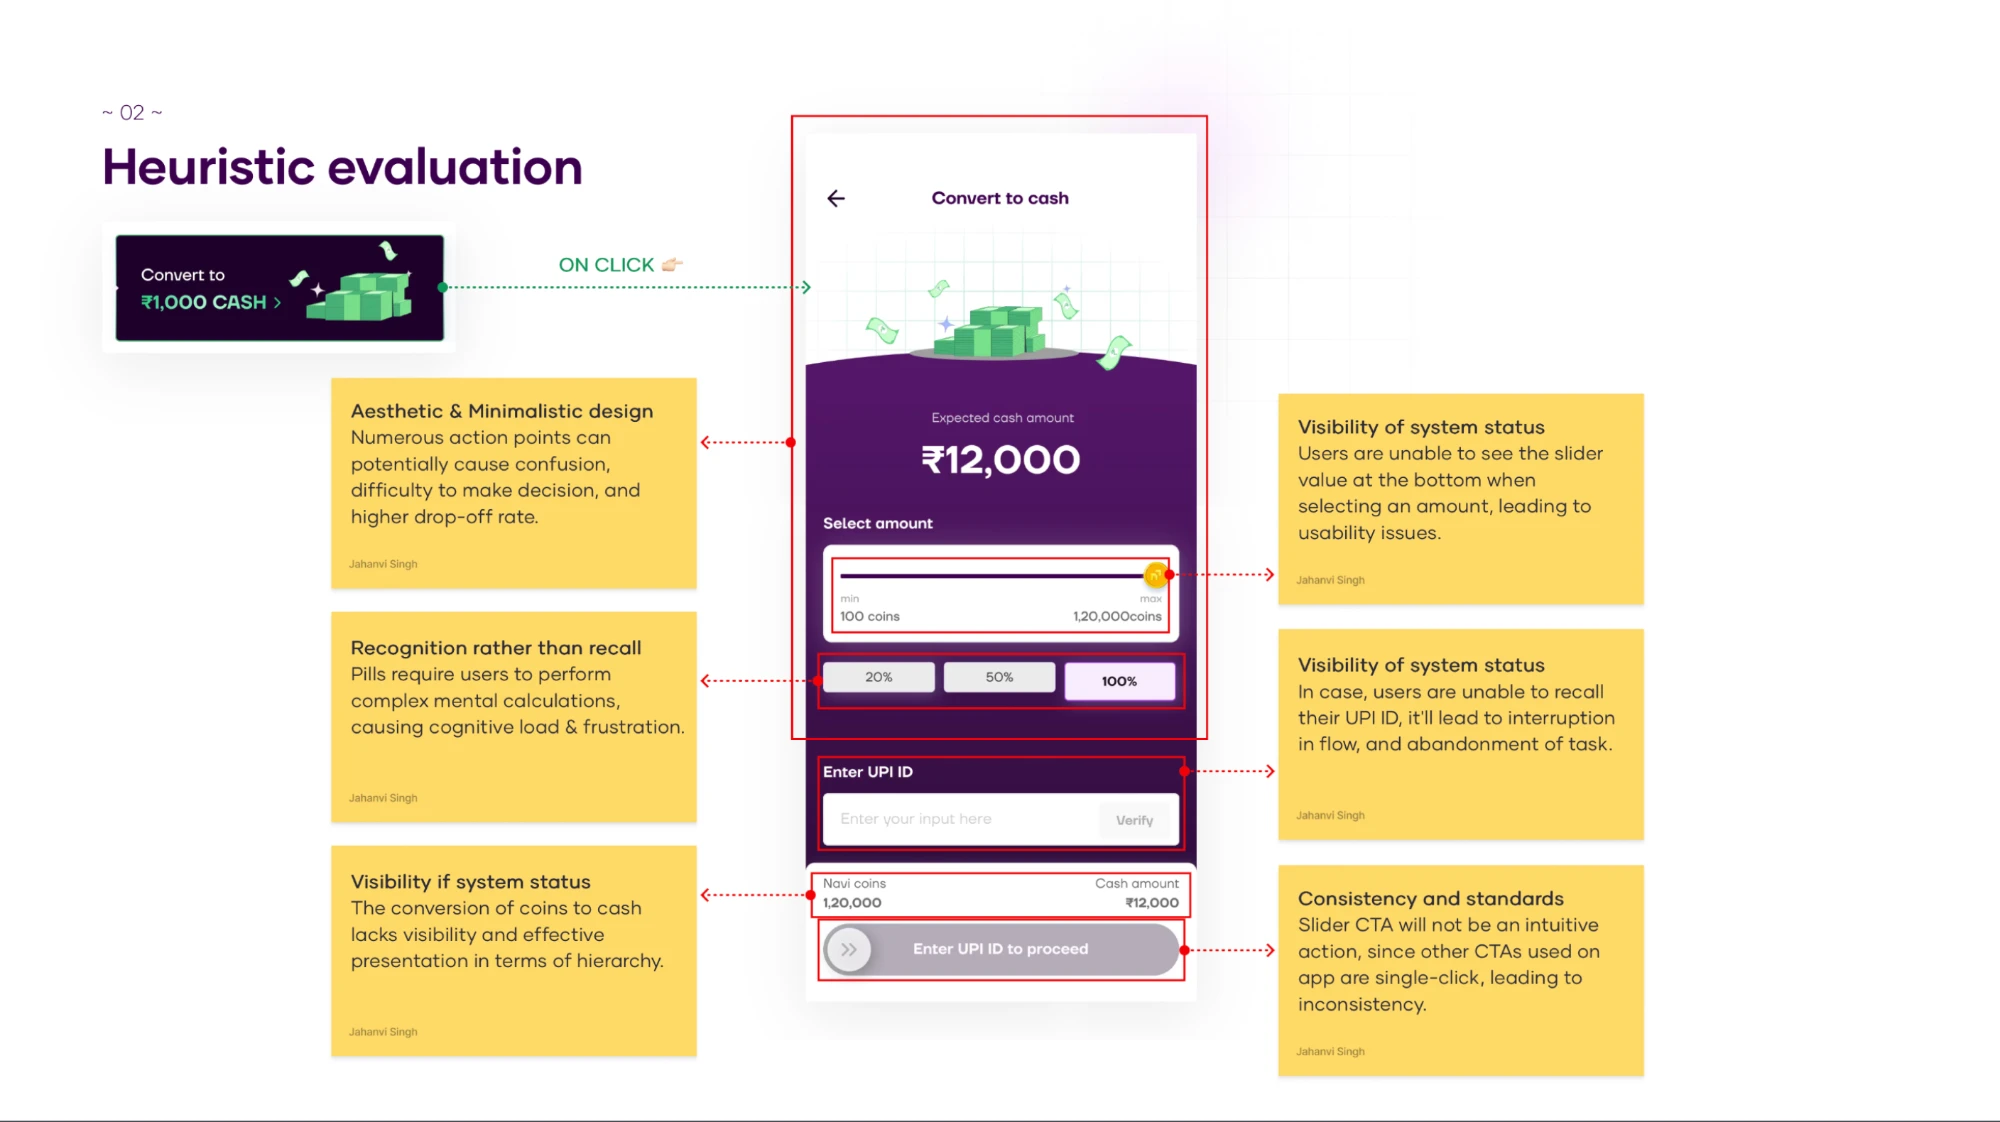 ~ 02 ~
Heuristic evaluation
Convert to
₹1,000 CASH >
ON CLICK
Aesthetic & Minimalistic design
Numerous action points can
potentially cause confusion,
difficulty to make decision, and
higher drop-off rate.
Jahanvi Singh
Recognition rather than recall
Pills require users to perform
complex mental calculations,
causing cognitive load & frustration.
Jahanvi Singh
Visibility if system status
The conversion of coins to cash
lacks visibility and effective
presentation in terms of hierarchy.
Jahanvi Singh
Convert to cash
Expected cash amount
₹12,000
Select amount
min
max
100 coins
1,20,000coins
20%
50%
100%
Enter UPI ID
Enter your input here
Verify
Navi coins
Cash amount
1,20,000
₹12,000
Enter UPI ID to proceed
Visibility of system status
Users are unable to see the slider
value at the bottom when
selecting an amount, leading to
usability issues.
Jahanvi Singh
Visibility of system status
In case, users are unable to recall
their UPI ID, it'll lead to interruption
in flow, and abandonment of task.
Jahanvi Singh
Consistency and standards
Slider CTA will not be an intuitive
action, since other CTAs used on
app are single-click, leading to
inconsistency.
Jahanvi Singh